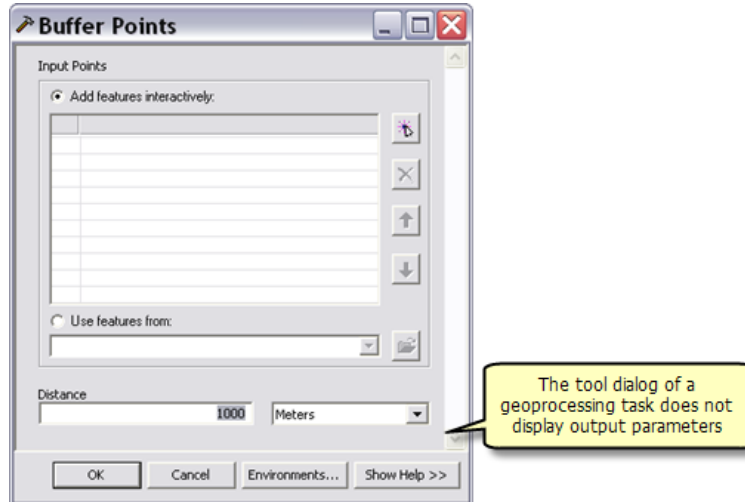 Buffer Points
Input Points
Add features interactively:
Use features from:
Distance
1000 Meters
The tool dialog of a
geoprocessing task does not
display output parameters
OK Cancel Environments... Show Help >>